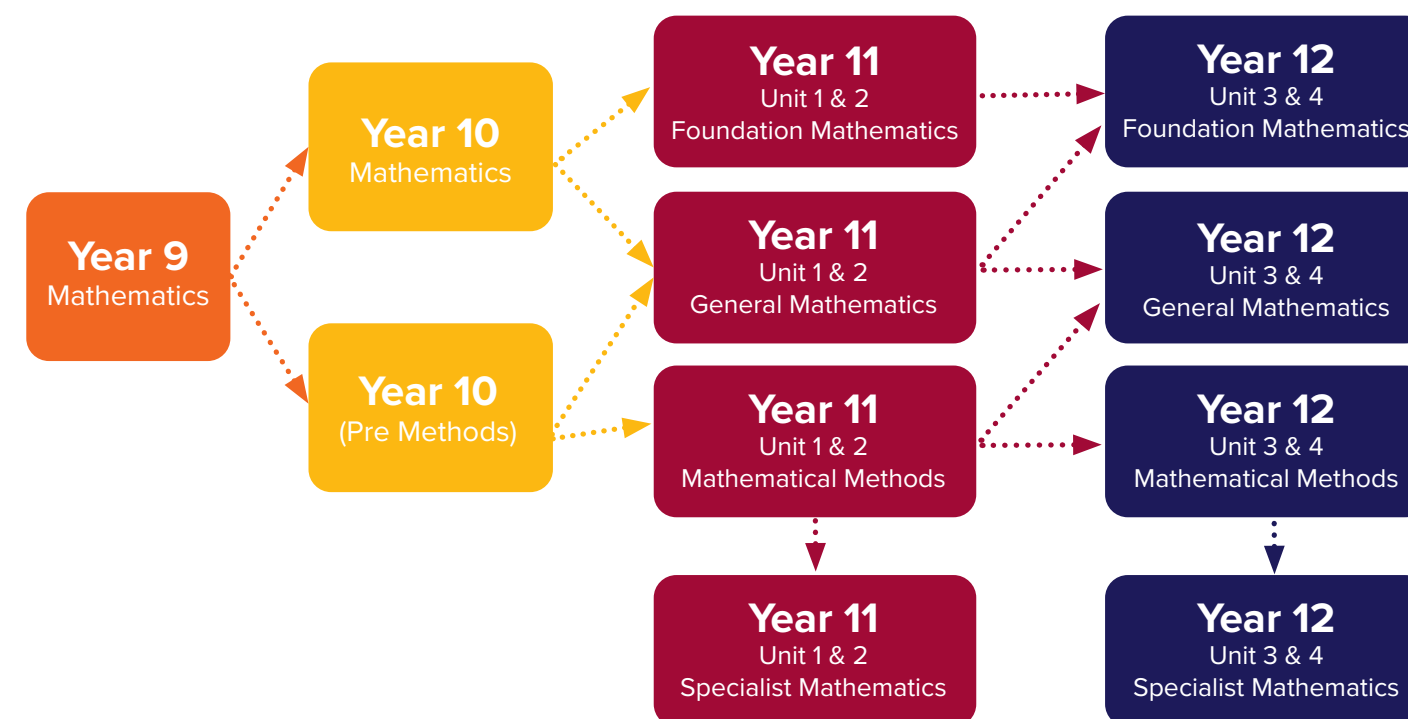 Year 9
Mathematics
Year 10
Mathematics
Year 10
(Pre Methods)
Year 11
Unit 1 & 2
Foundation Mathematics
Year 11
Unit 1 & 2
General Mathematics
Year 11
Unit 1 & 2
Mathematical Methods
Year 11
Unit 1 & 2
Specialist Mathematics
Year 12
Unit 3 & 4
Foundation Mathematics
Year 12
Unit 3 & 4
General Mathematics
Year 12
Unit 3 & 4
Mathematical Methods
Year 12
Unit 3 & 4
Specialist Mathematics